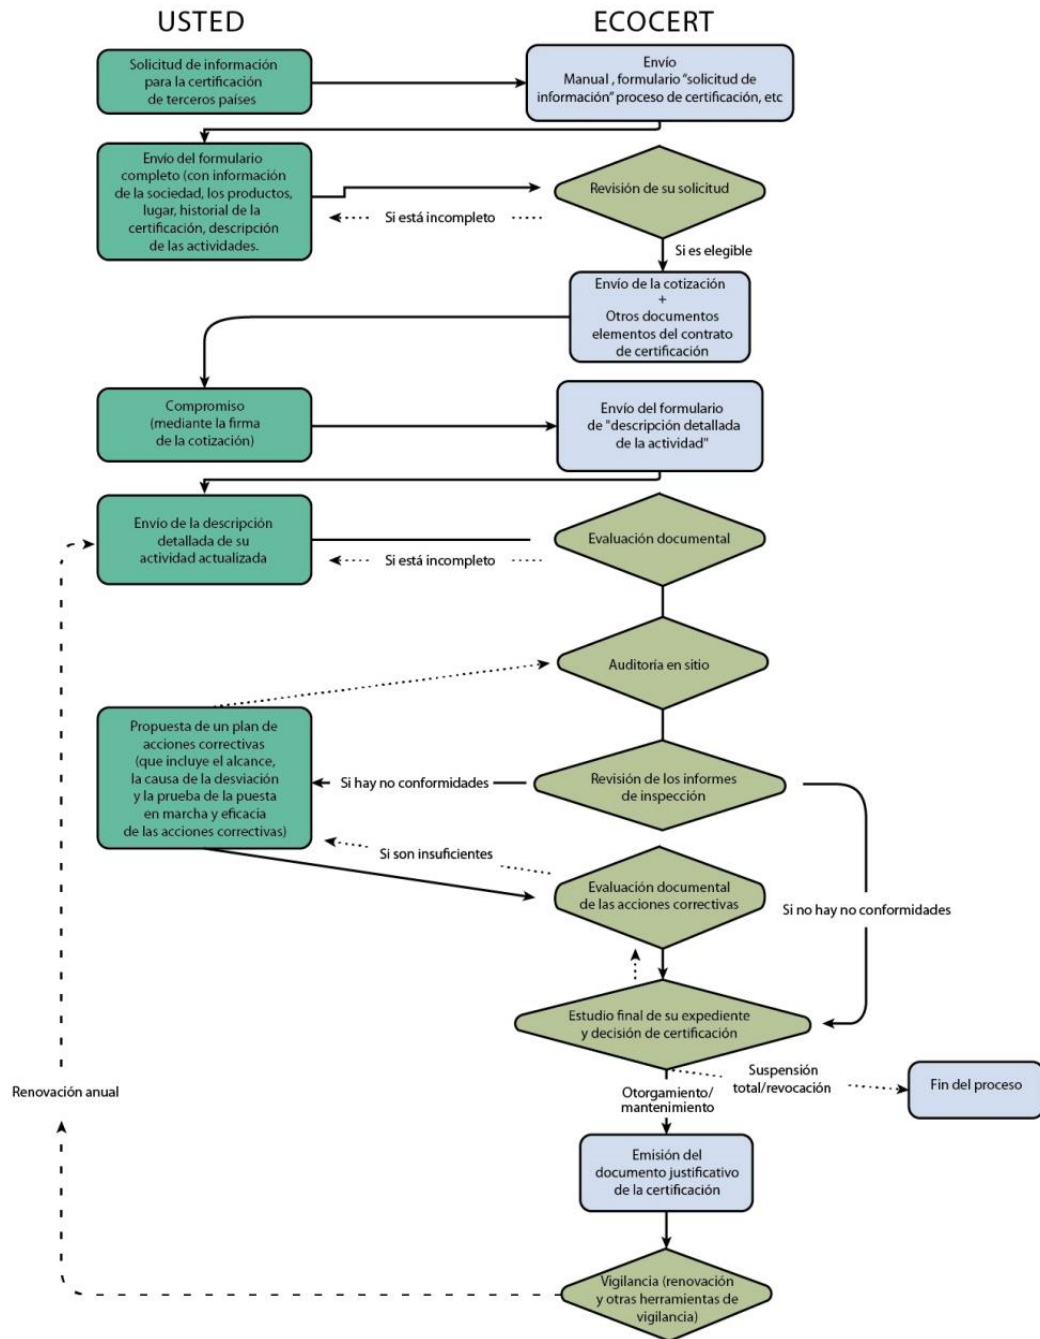 USTED
ECOCERT
Solicitud de información
para la certificación
de terceros países
Envío
Manual , formulario “solicitud de
información” proceso de certificación, etc
Envío del formulario
completo (con información
de la sociedad, los productos,
lugar, historial de la
certificación, descripción
de las actividades.
Revisión de su solicitud
Si está incompleto
Si es elegible
Envío de la cotización
+
Otros documentos
elementos del contrato
de certificación
Compromiso
(mediante la firma
de la cotización)
Envío del formulario
de "descripción detallada
de la actividad"
Envío de la descripción
detallada de su
actividad actualizada
Evaluación documental
Si está incompleto
Auditoría en sitio
Propuesta de un plan de
acciones correctivas
(que incluye el alcance,
la causa de la desviación
y la prueba de la puesta
en marcha y eficacia
de las acciones correctivas)
Si hay no conformidades
Revisión de los informes
de inspección
Si son insuficientes
Evaluación documental
de las acciones correctivas
Si no hay no conformidades
Estudio final de su expediente
y decisión de certificación
Suspensión
total/revocación
Fin del proceso
Renovación anual
Otorgamiento/
mantenimiento
Emisión del
documento justificativo
de la certificación
Vigilancia (renovación
y otras herramientas de
vigilancia)